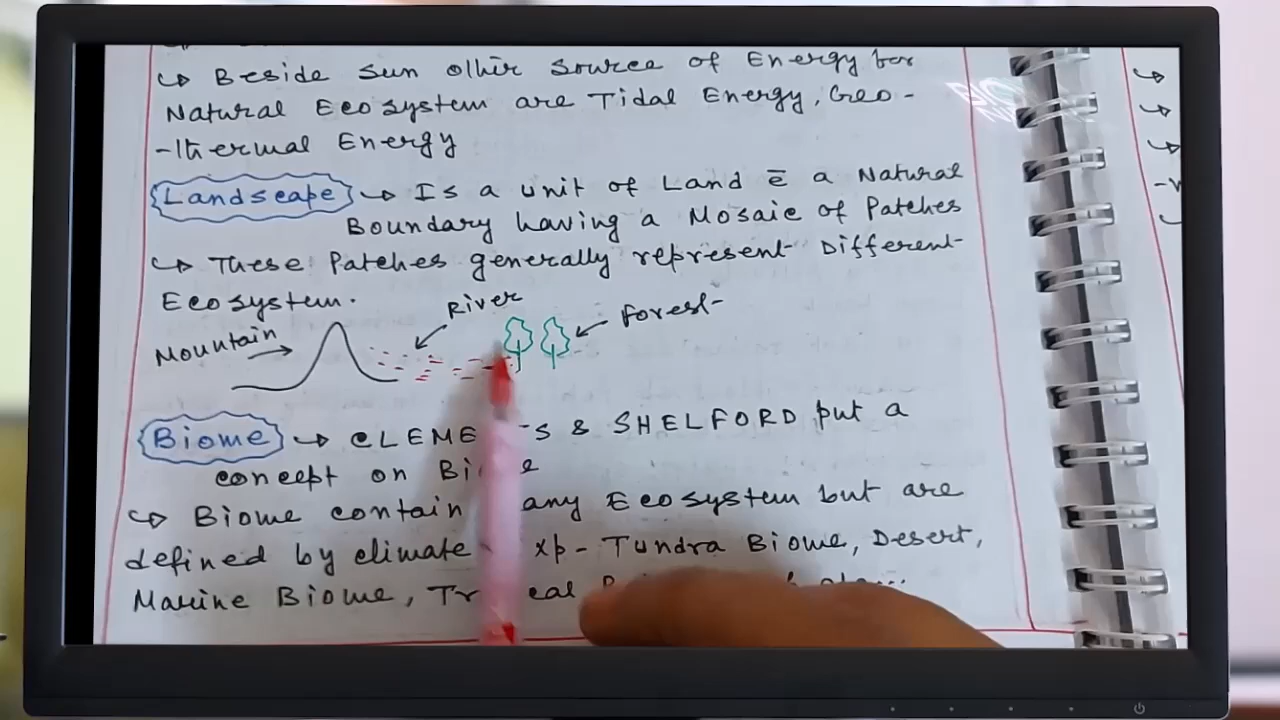 ↳ Beside Sun other Source of Energy for
Natural Ecosystem are Tidal Energy, Geo-
-thermal Energy
Landscape ↳ Is a unit of Land c̄ a Natural
Boundary having a Mosaic of Patches
↳ These Patches generally represent Different
Ecosystem.
River
Forest
Mountain
Biome ↳ CLEME S & SHELFORD put a
concept on Bi e
↳ Biome contain any Ecosystem but are
defined by climate xp- Tundra Biome, Desert,
Marine Biome, Tr cal